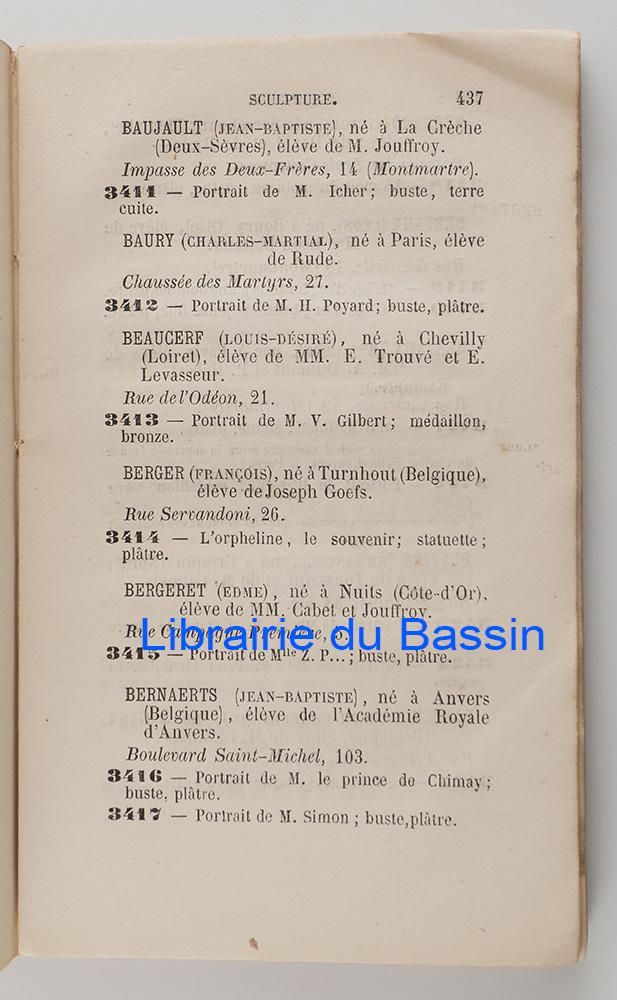 SCULPTURE. 437
BAUJAULT (JEAN-BAPTISTE), né à La Crèche
(Deux-Sèvres), élève de M. Jouffroy.
Impasse des Deux-Frères, 14 (Montmartre).
3411 — Portrait de M. Icher; buste, terre
cuite.
BAURY (CHARLES-MARTIAL), né à Paris, élève
de Rude.
Chaussée des Martyrs, 27.
3412 — Portrait de M. H. Poyard; buste, plâtre.
BEAUCERF (LOUIS-DÉSIRÉ), né à Chevilly
(Loiret), élève de MM. E. Trouvé et E.
Levasseur.
Rue de l'Odéon, 21.
3413 — Portrait de M. V. Gilbert; médaillon,
bronze.
BERGER (FRANÇOIS), né à Turnhout (Belgique),
élève de Joseph Geefs.
Rue Servandoni, 26.
3414 — L'orpheline, le souvenir; statuette;
plâtre.
BERGERET (EDME), né à Nuits (Côte-d'Or),
élève de MM. Cabet et Jouffroy.
Rue Campagne-Première, 5.
Librairie du Bassin
3415 — Portrait de Mlle Z. P...; buste, plâtre.
BERNAERTS (JEAN-BAPTISTE), né à Anvers
(Belgique), élève de l'Académie Royale
d'Anvers.
Boulevard Saint-Michel, 103.
3416 — Portrait de M. le prince de Chimay;
buste, plâtre.
3417 — Portrait de M. Simon; buste, plâtre.